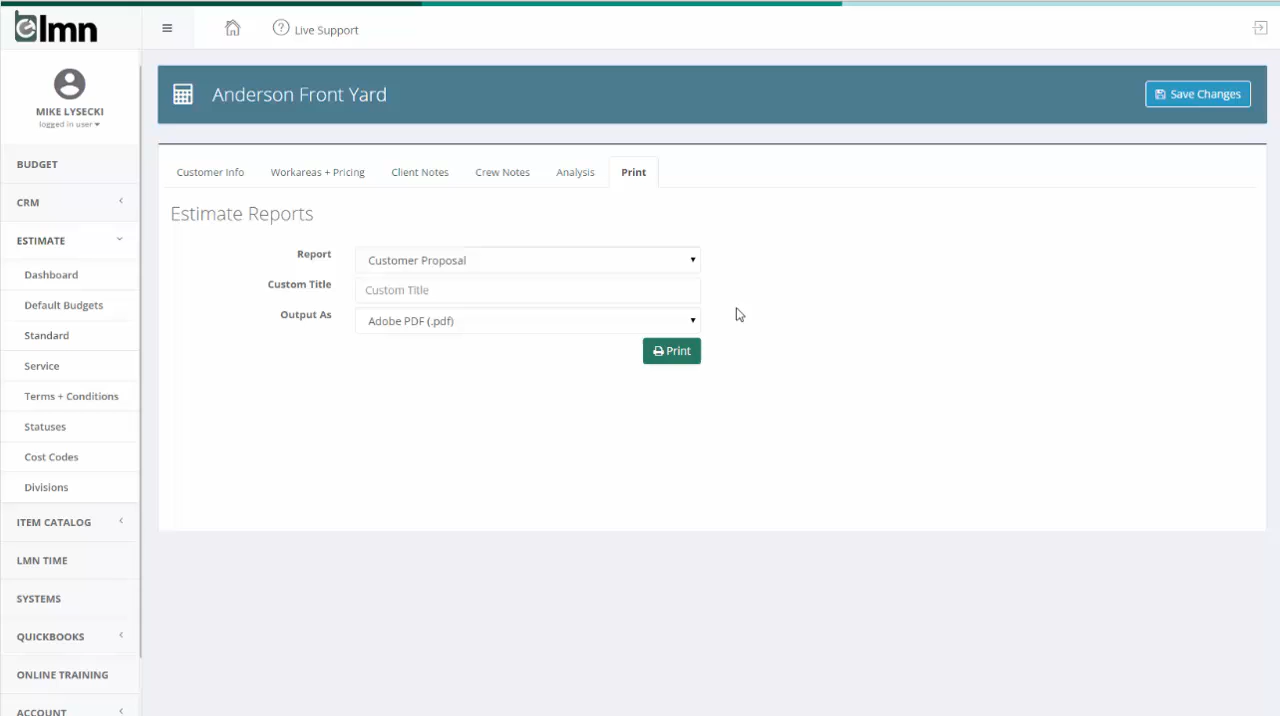 lmn
Live Support
MIKE LYSECKI
logged in user
Anderson Front Yard
Save Changes
BUDGET
CRM
ESTIMATE
Dashboard
Default Budgets
Standard
Service
Terms + Conditions
Statuses
Cost Codes
Divisions
ITEM CATALOG
LMN TIME
SYSTEMS
QUICKBOOKS
ONLINE TRAINING
ACCOUNT
Customer Info Workareas + Pricing Client Notes Crew Notes Analysis Print
Estimate Reports
Report Customer Proposal
Custom Title Custom Title
Output As Adobe PDF (.pdf)
Print